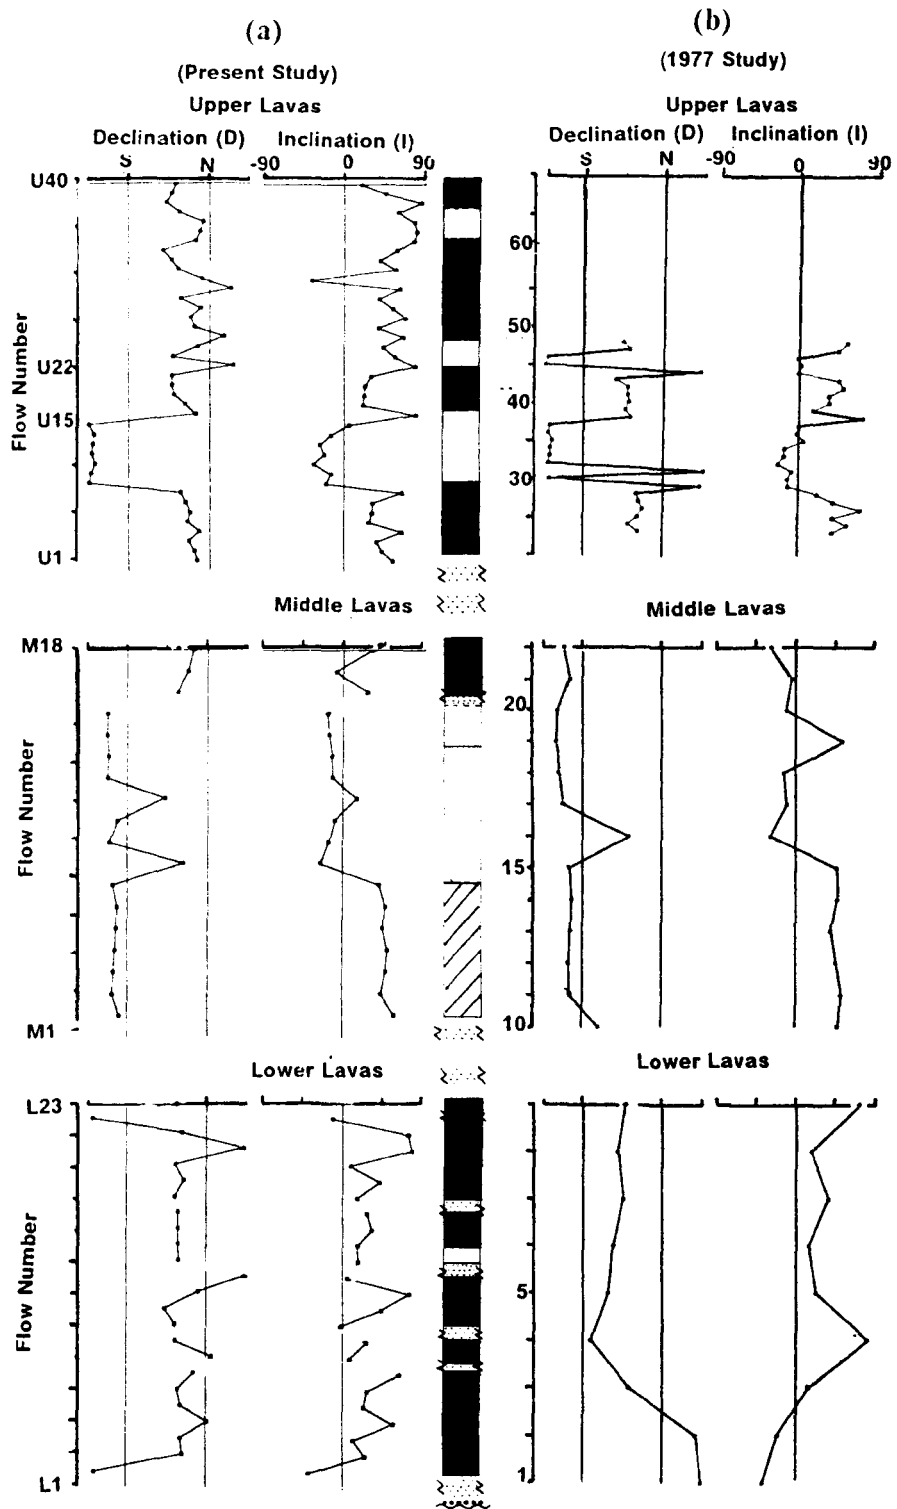 (a) (b)
(Present Study) (1977 Study)
Upper Lavas Upper Lavas
Declination (D) Inclination (I) Declination (D) Inclination (I)
S N -90 0 90 S N -90 0 90
U40
60
50
Flow Number
U22
40
U15
30
U1
Middle Lavas Middle Lavas
M18
20
Flow Number
15
M1 10
Lower Lavas Lower Lavas
L23
Flow Number
5
L1 1